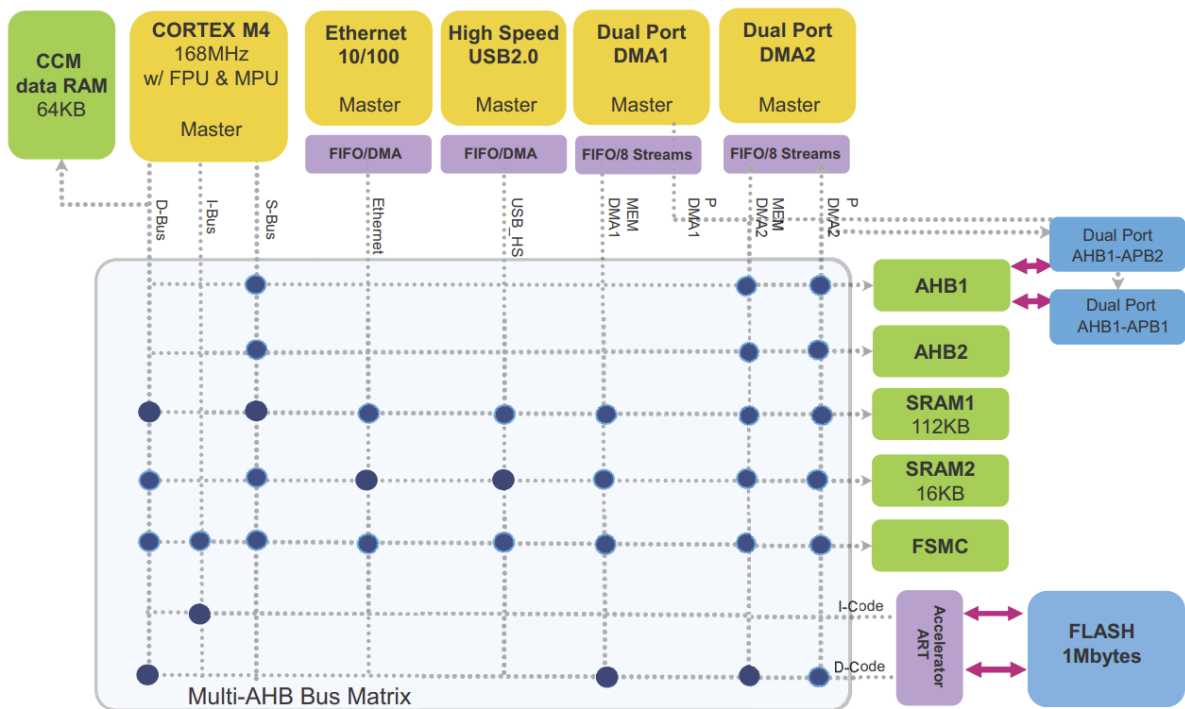 CCM
data RAM
64KB
CORTEX M4
168MHz
w/ FPU & MPU
Master
Ethernet
10/100
Master
High Speed
USB2.0
Master
Dual Port
DMA1
Master
Dual Port
DMA2
Master
FIFO/DMA
FIFO/DMA
FIFO/8 Streams
FIFO/8 Streams
D-Bus
I-Bus
S-Bus
Ethernet
USB_HS
MEM
DMA1
P
DMA1
MEM
DMA2
P
DMA2
Dual Port
AHB1-APB2
Dual Port
AHB1-APB1
AHB1
AHB2
SRAM1
112KB
SRAM2
16KB
FSMC
I-Code
D-Code
Accelerator
ART
FLASH
1Mbytes
Multi-AHB Bus Matrix